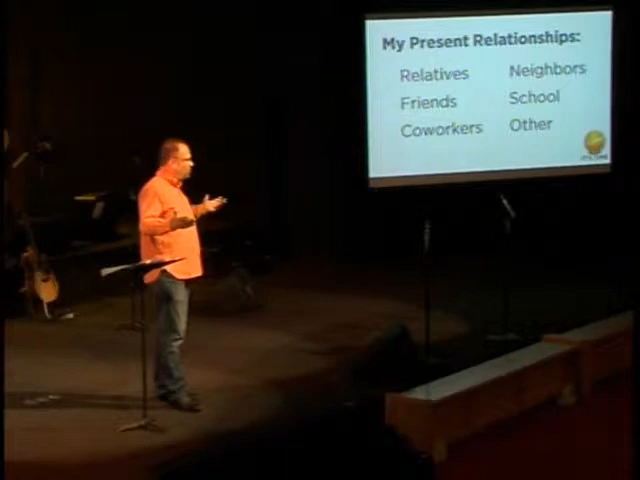 My Present Relationships:
Relatives Neighbors
Friends School
Coworkers Other